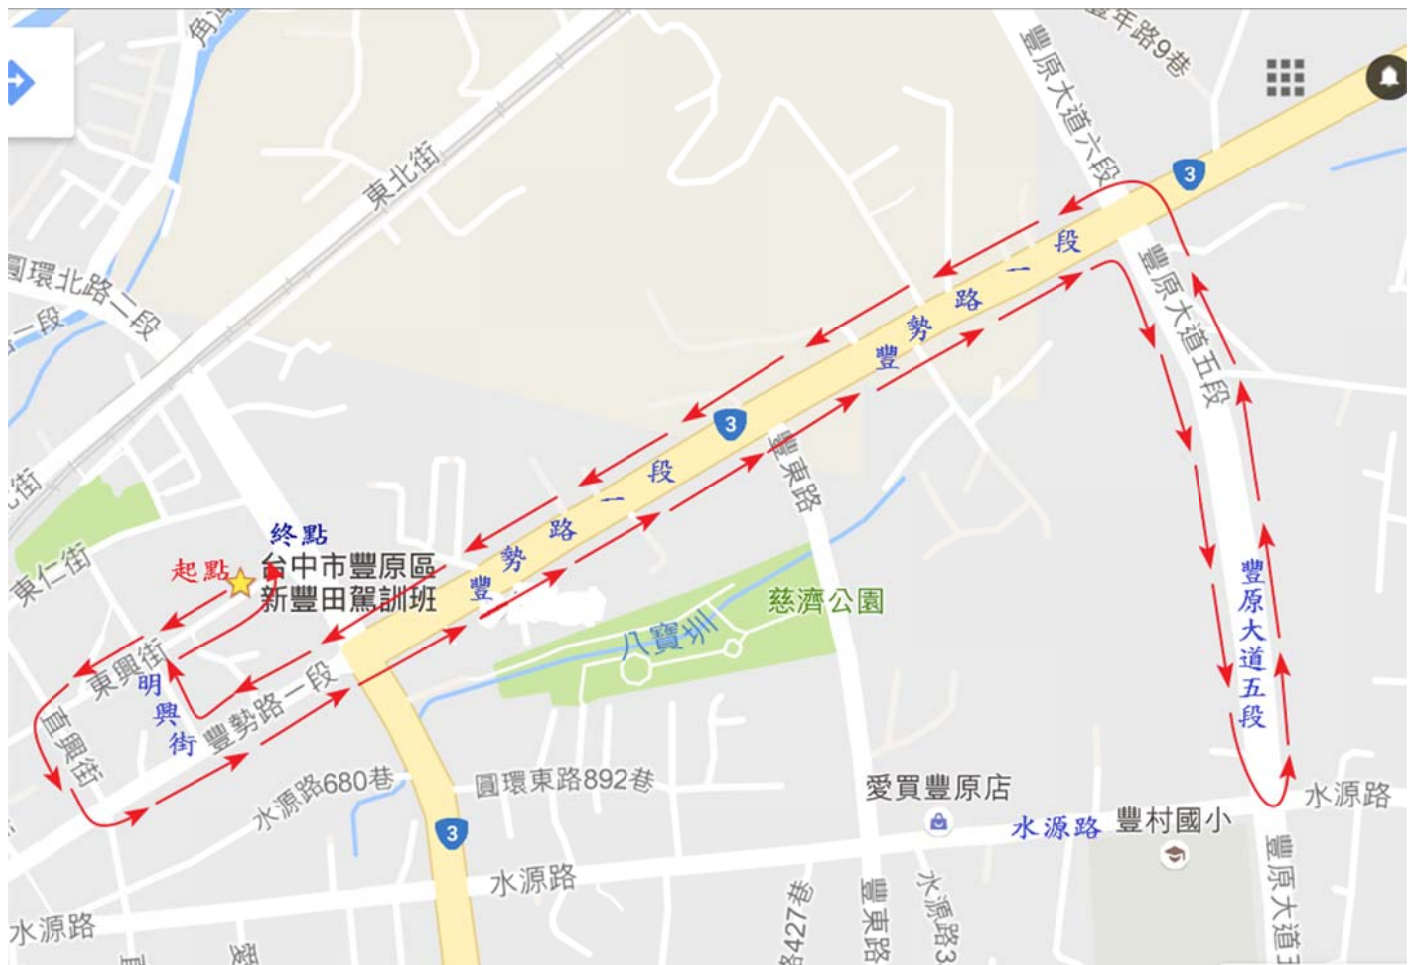 豐年路9巷
豐原大道六段
3
東北街
圓環北路二段
一段
豐原大道五段
豐勢路一段
3
豐東路
終點
起點
台中市豐原區
新豐田駕訓班
東仁街
豐勢路一段
慈濟公園
八寶圳
豐原大道五段
東興街
明興街
直興街
豐勢路一段
水源路680巷
圓環東路892巷
3
愛買豐原店
水源路
豐村國小
水源路
水源路
水源路
豐東路
豐原大道五